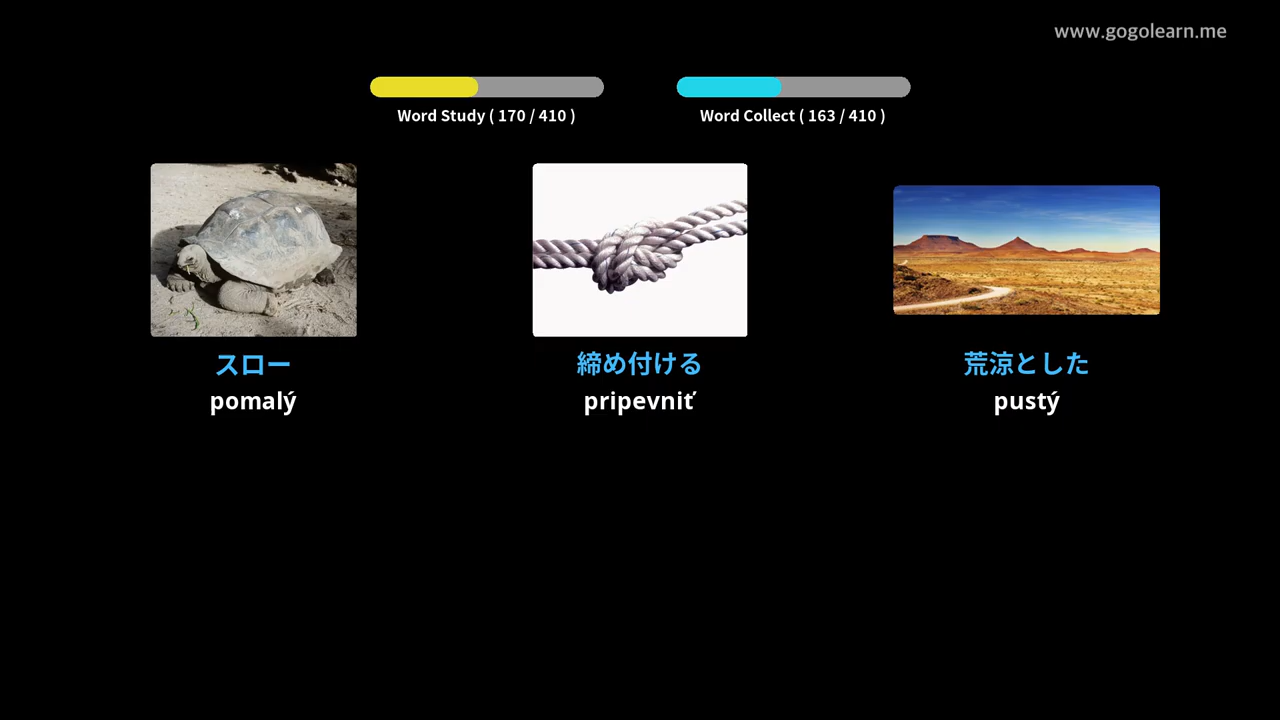 www.gogolearn.me
Word Study ( 170 / 410 )
Word Collect ( 163 / 410 )
スロー
pomalý
締め付ける
pripevniť
荒涼とした
pustý